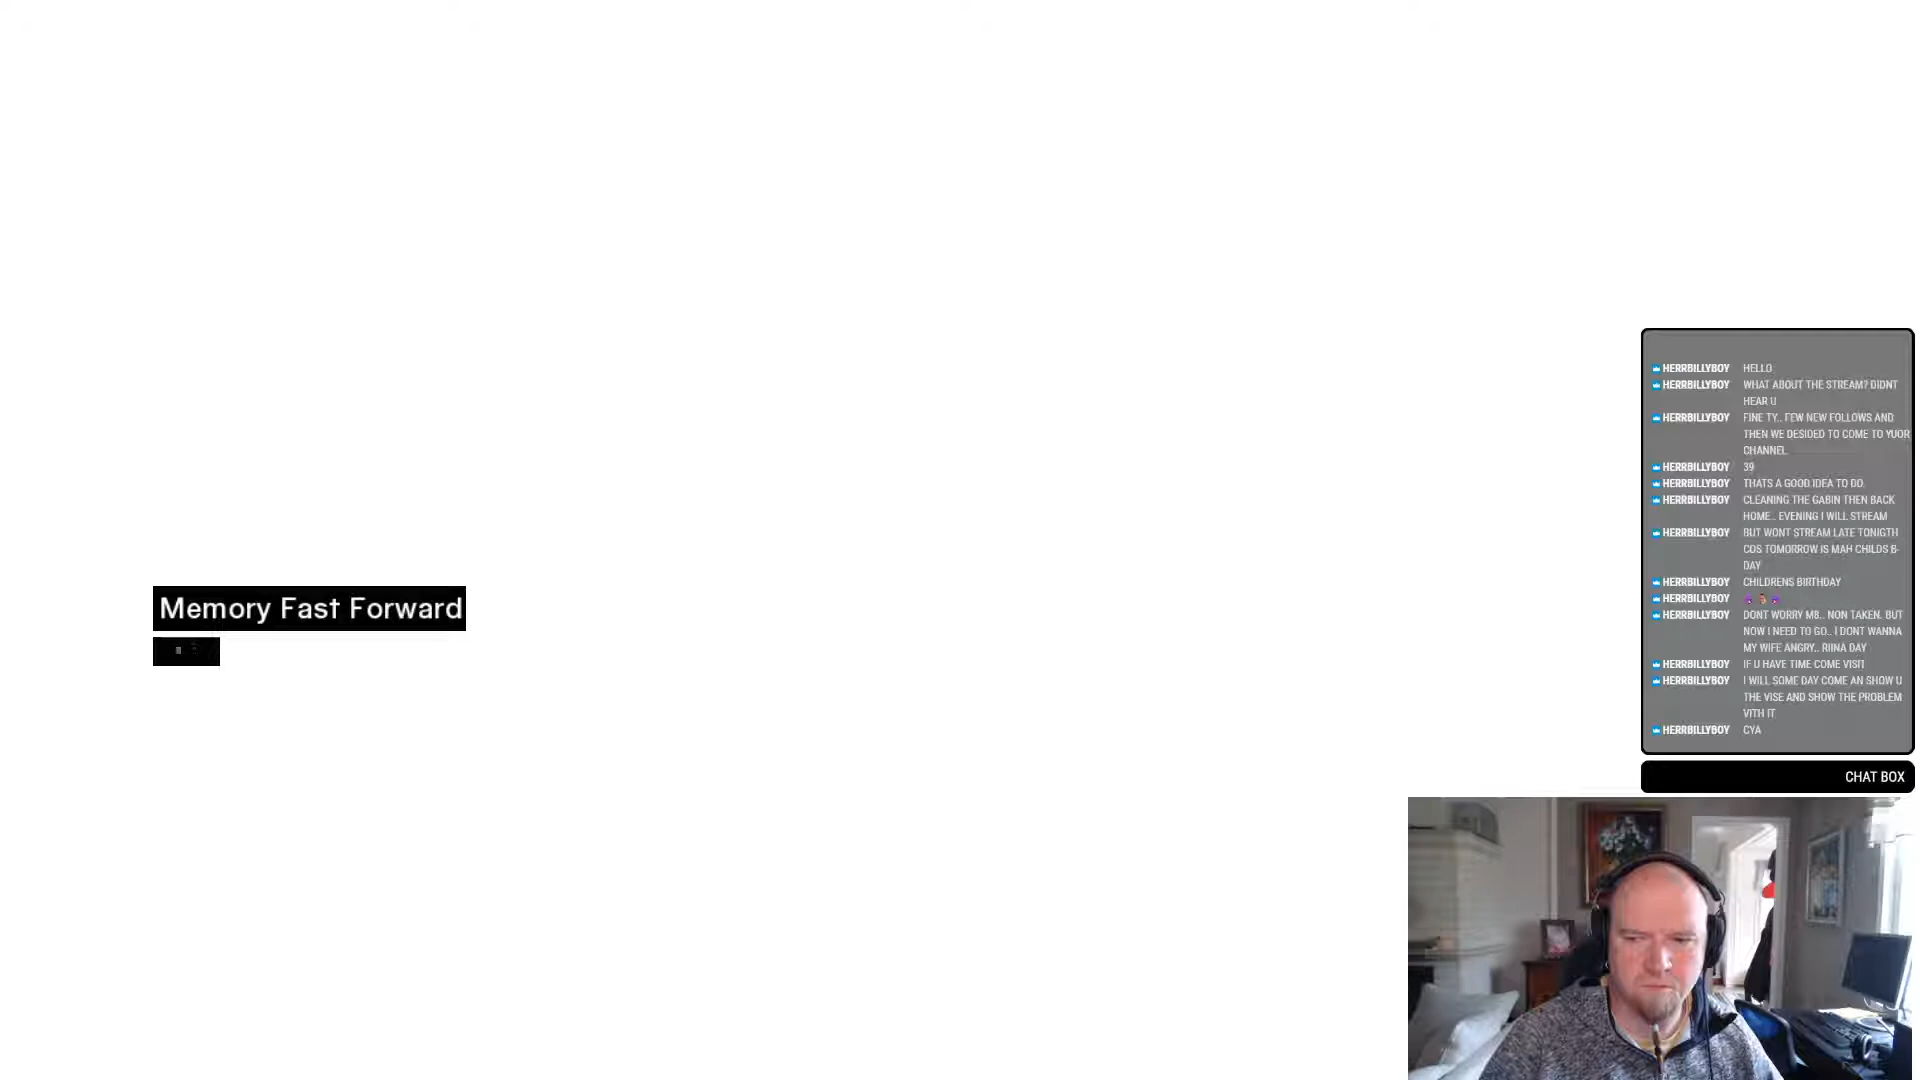 Memory Fast Forward
HERRBILLYBOY HELLO
HERRBILLYBOY WHAT ABOUT THE STREAM? DIDNT
HEAR U
HERRBILLYBOY FINE TY.. FEW NEW FOLLOWS AND
THEN WE DESIDED TO COME TO YUOR
CHANNEL
HERRBILLYBOY 39
HERRBILLYBOY THATS A GOOD IDEA TO DO.
HERRBILLYBOY CLEANING THE GABIN THEN BACK
HOME.. EVENING I WILL STREAM
HERRBILLYBOY BUT WONT STREAM LATE TONIGTH
COS TOMORROW IS MAH CHILDS B-
DAY
HERRBILLYBOY CHILDRENS BIRTHDAY
HERRBILLYBOY
HERRBILLYBOY DONT WORRY M8.. NON TAKEN. BUT
NOW I NEED TO GO.. I DONT WANNA
MY WIFE ANGRY.. RIINA DAY
HERRBILLYBOY IF U HAVE TIME COME VISIT
HERRBILLYBOY I WILL SOME DAY COME AN SHOW U
THE VISE AND SHOW THE PROBLEM
VITH IT
HERRBILLYBOY CYA
CHAT BOX